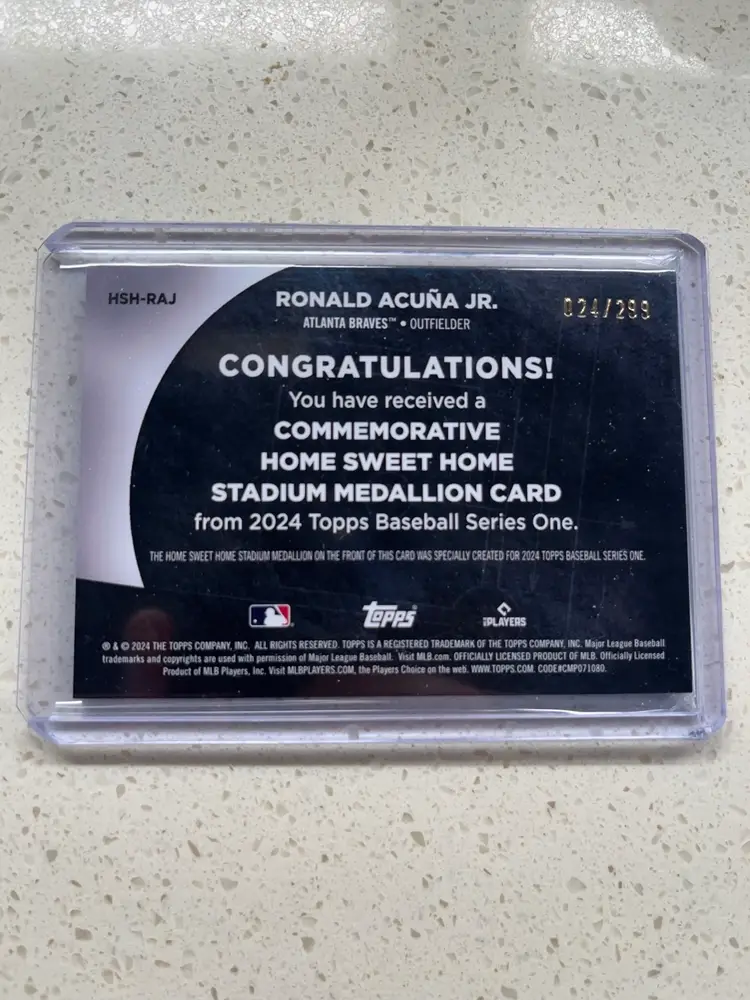 HSH-RAJ
RONALD ACUÑA JR.
024/299
ATLANTA BRAVES™ • OUTFIELDER
CONGRATULATIONS!
You have received a
COMMEMORATIVE
HOME SWEET HOME
STADIUM MEDALLION CARD
from 2024 Topps Baseball Series One.
THE HOME SWEET HOME STADIUM MEDALLION ON THE FRONT OF THIS CARD WAS SPECIALLY CREATED FOR 2024 TOPPS BASEBALL SERIES ONE.
topps®
PLAYERS
® & © 2024 THE TOPPS COMPANY, INC. ALL RIGHTS RESERVED. TOPPS IS A REGISTERED TRADEMARK OF THE TOPPS COMPANY, INC. Major League Baseball
trademarks and copyrights are used with permission of Major League Baseball. Visit MLB.com. OFFICIALLY LICENSED PRODUCT OF MLB. Officially Licensed
Product of MLB Players, Inc. Visit MLBPLAYERS.COM, the Players Choice on the web. WWW.TOPPS.COM. CODE#CMP071080.